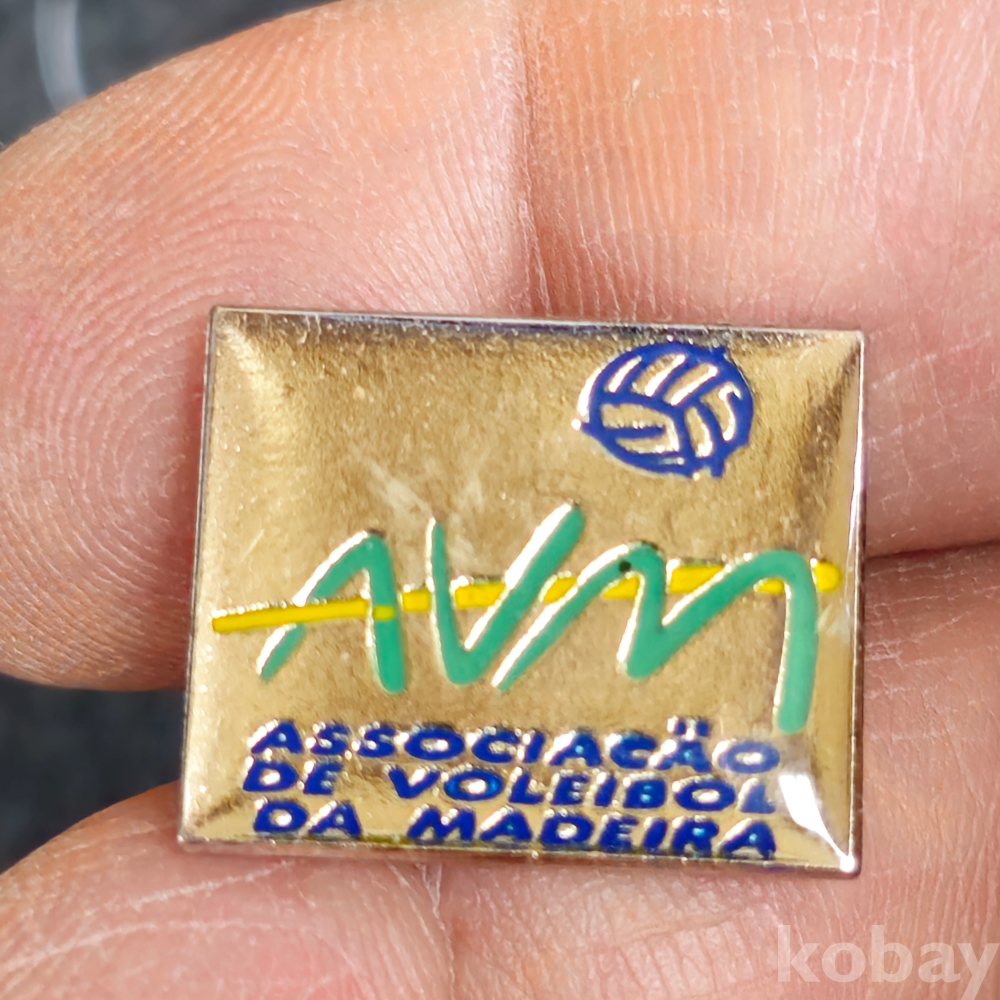 AVM
ASSOCIAÇÃO
DE VOLEIBOL
DA MADEIRA
kobay